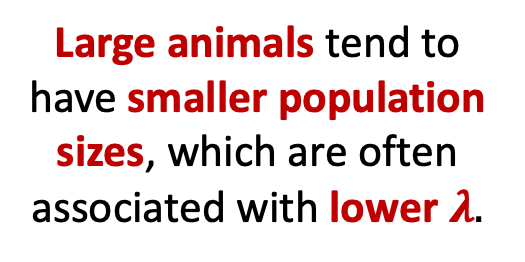 Large animals tend to
have smaller population
sizes, which are often
associated with lower λ.